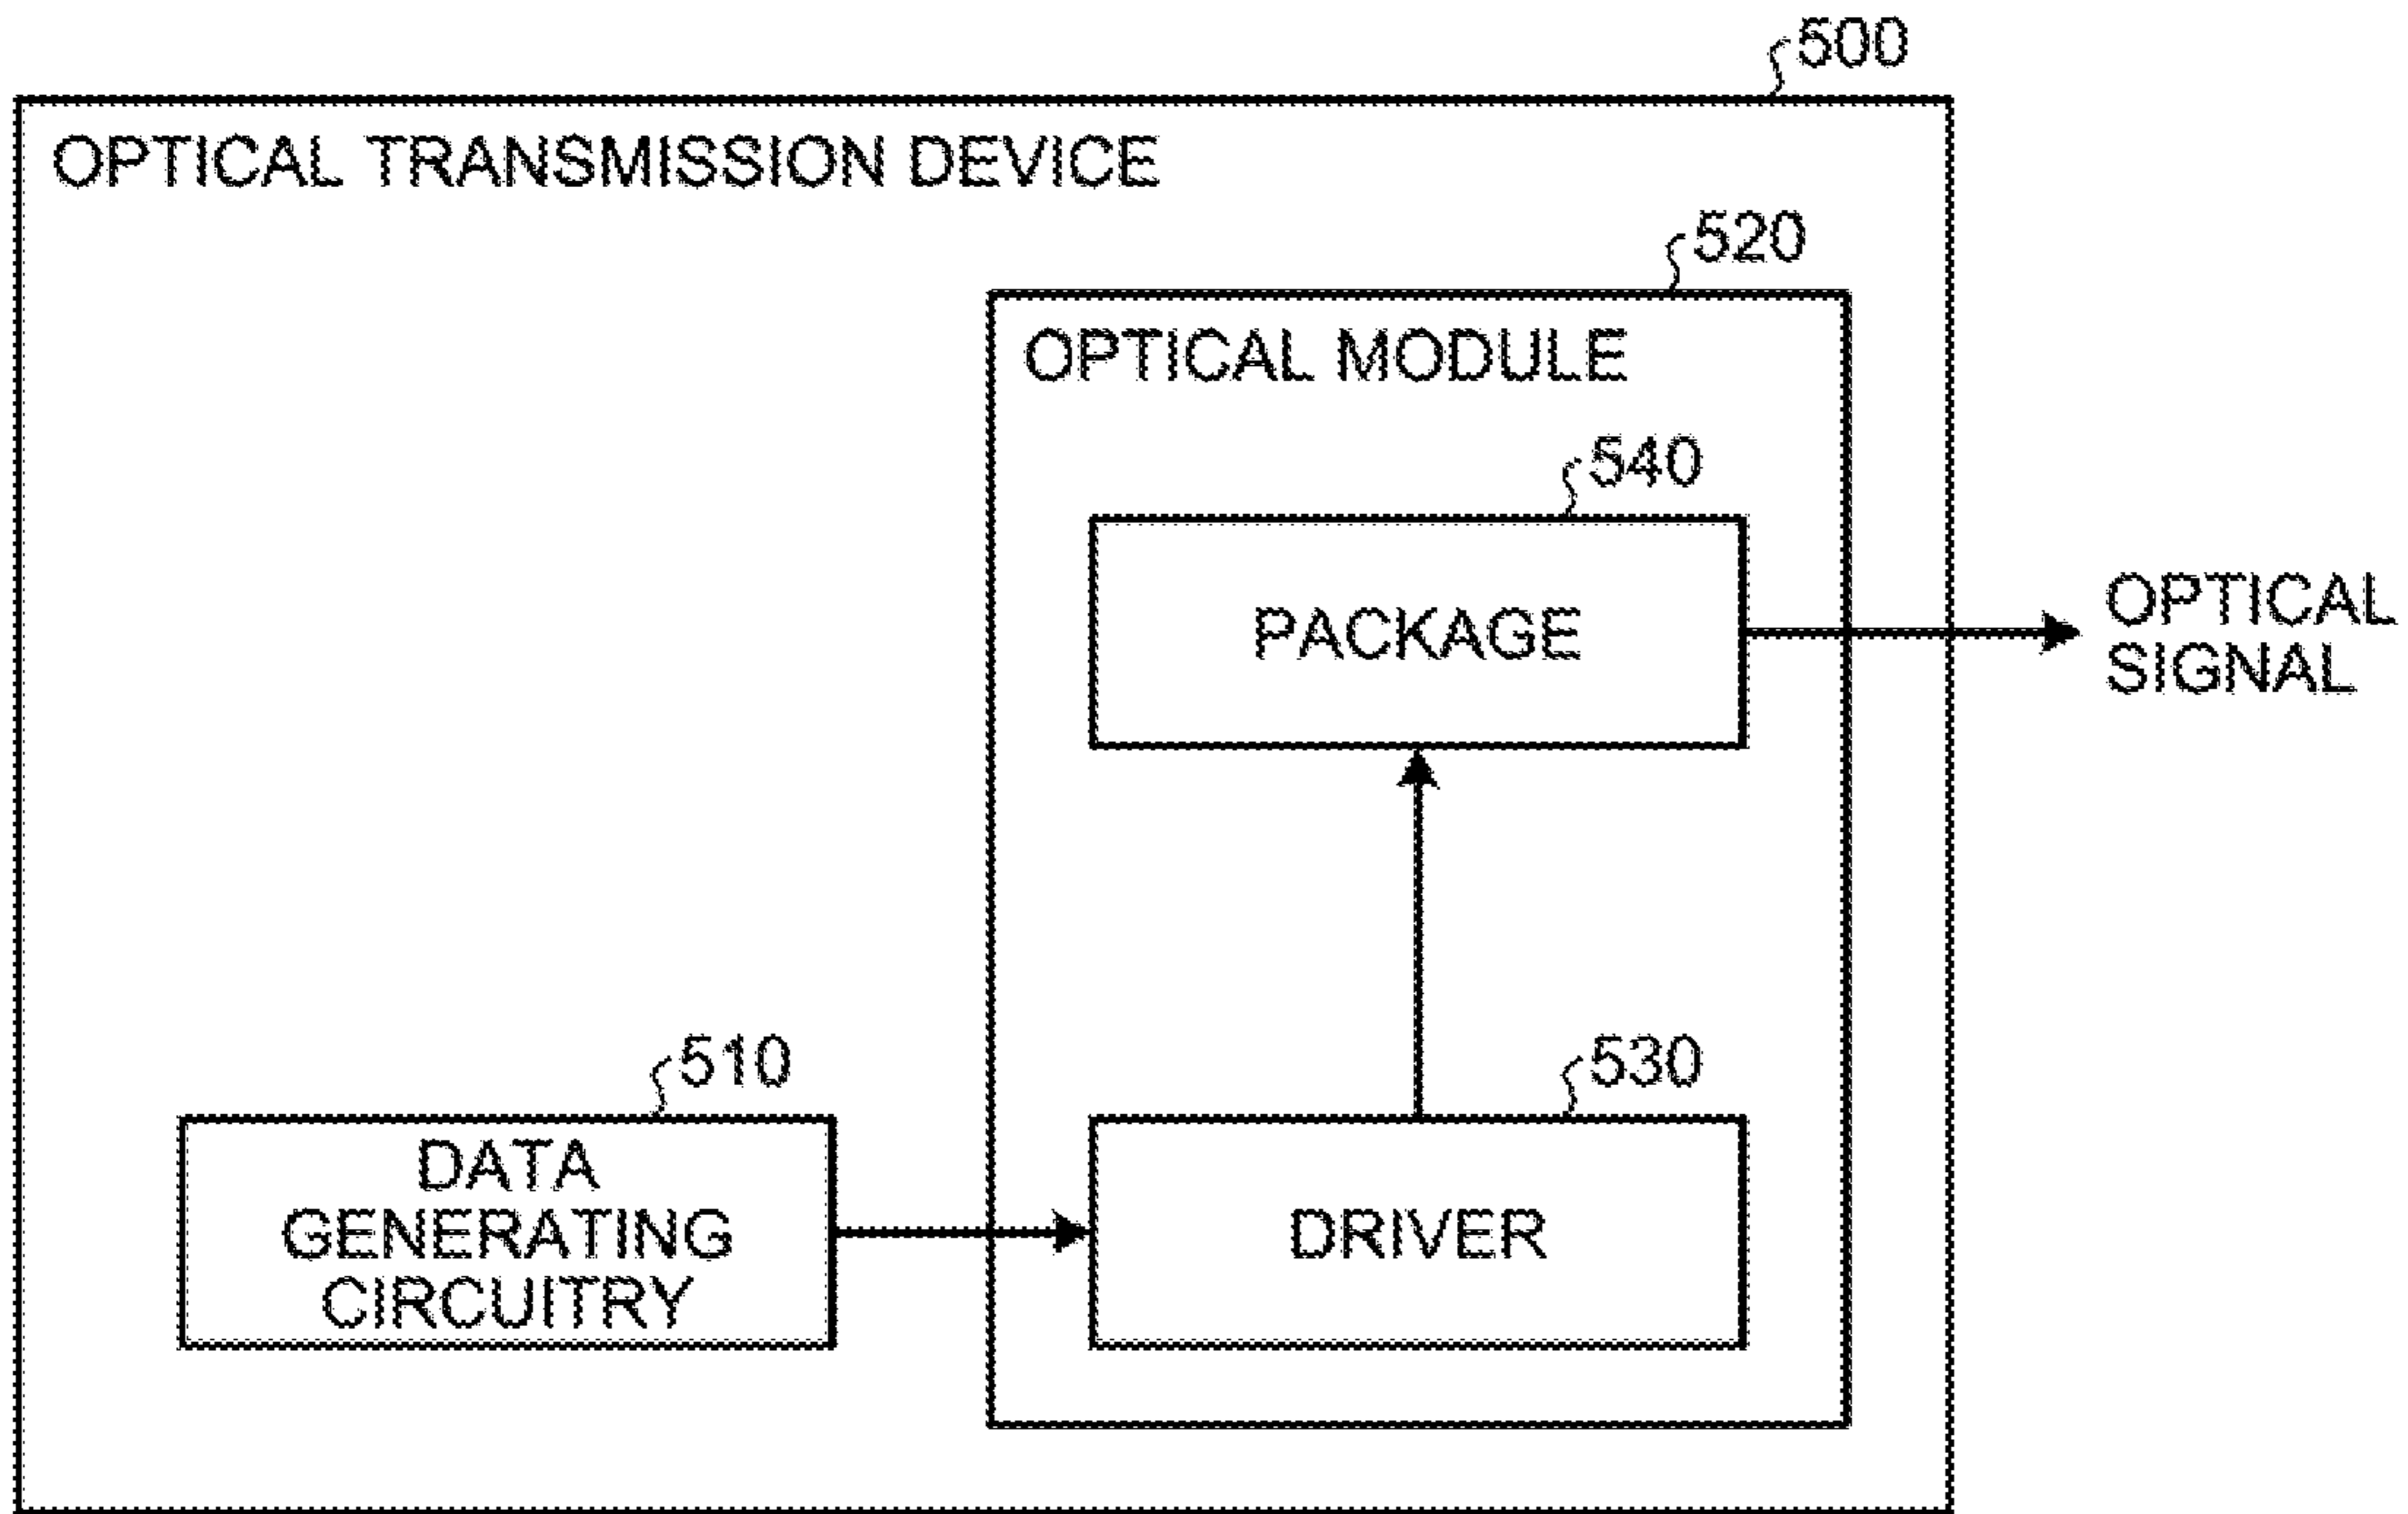 500
OPTICAL TRANSMISSION DEVICE
520
OPTICAL MODULE
540
PACKAGE
OPTICAL
SIGNAL
510
530
DATA
GENERATING
CIRCUITRY
DRIVER